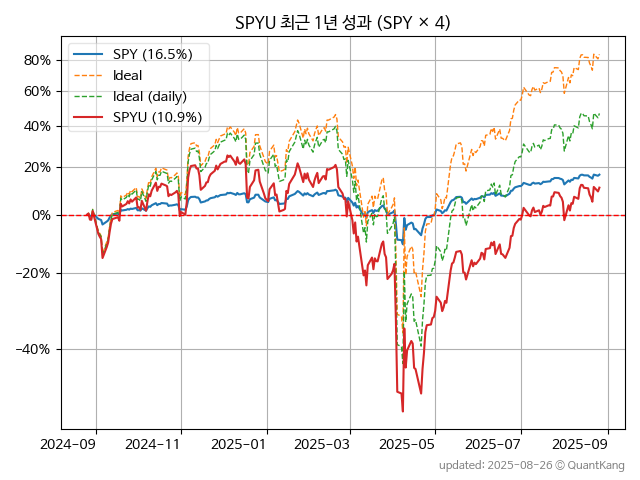 SPYU 최근 1년 성과 (SPY × 4)
SPY (16.5%)
Ideal
Ideal (daily)
SPYU (10.9%)
80%
60%
40%
20%
0%
−20%
−40%
2024-09 2024-11 2025-01 2025-03 2025-05 2025-07 2025-09
updated: 2025-08-26 © QuantKang